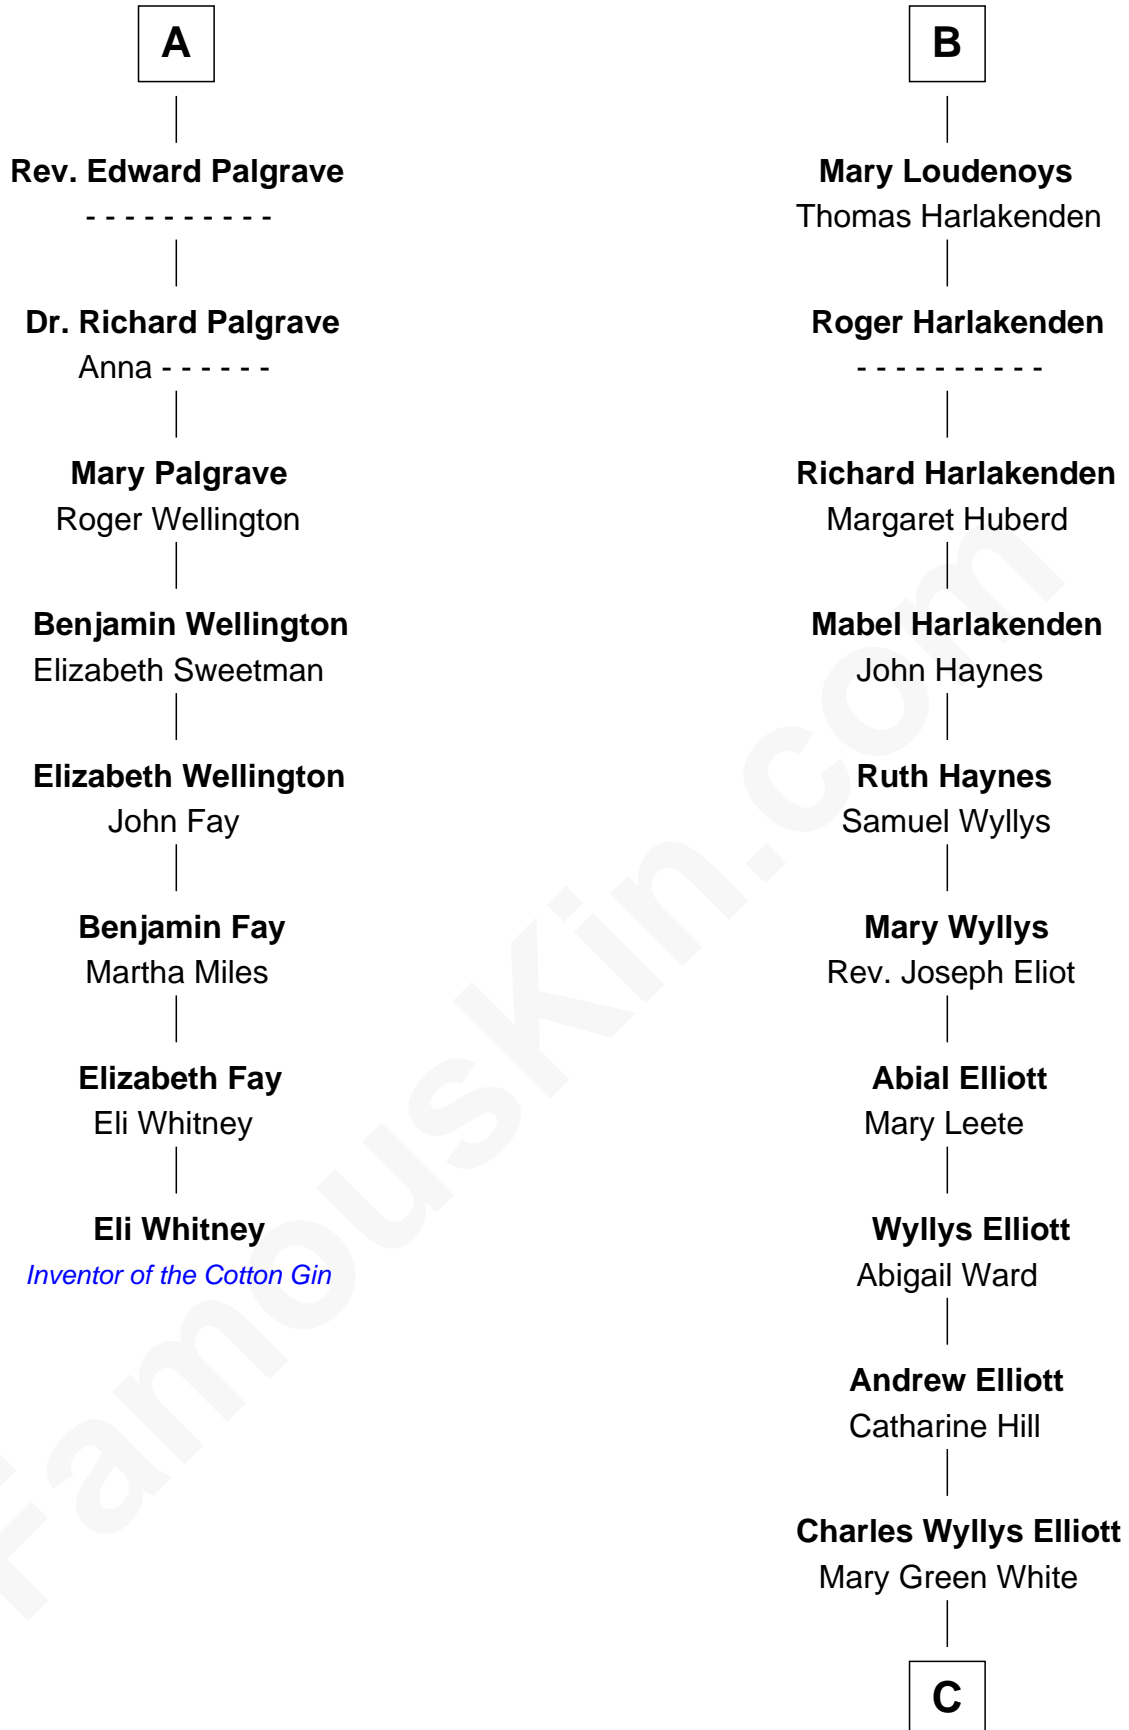 A
Rev. Edward Palgrave
- - - - - - - - - -
Dr. Richard Palgrave
Anna - - - - - -
Mary Palgrave
Roger Wellington
Benjamin Wellington
Elizabeth Sweetman
Elizabeth Wellington
John Fay
Benjamin Fay
Martha Miles
Elizabeth Fay
Eli Whitney
Eli Whitney
Inventor of the Cotton Gin
B
Mary Loudenoys
Thomas Harlakenden
Roger Harlakenden
- - - - - - - - - -
Richard Harlakenden
Margaret Huberd
Mabel Harlakenden
John Haynes
Ruth Haynes
Samuel Wyllys
Mary Wyllys
Rev. Joseph Eliot
Abial Elliott
Mary Leete
Wyllys Elliott
Abigail Ward
Andrew Elliott
Catharine Hill
Charles Wyllys Elliott
Mary Green White
C
FamousKin.com